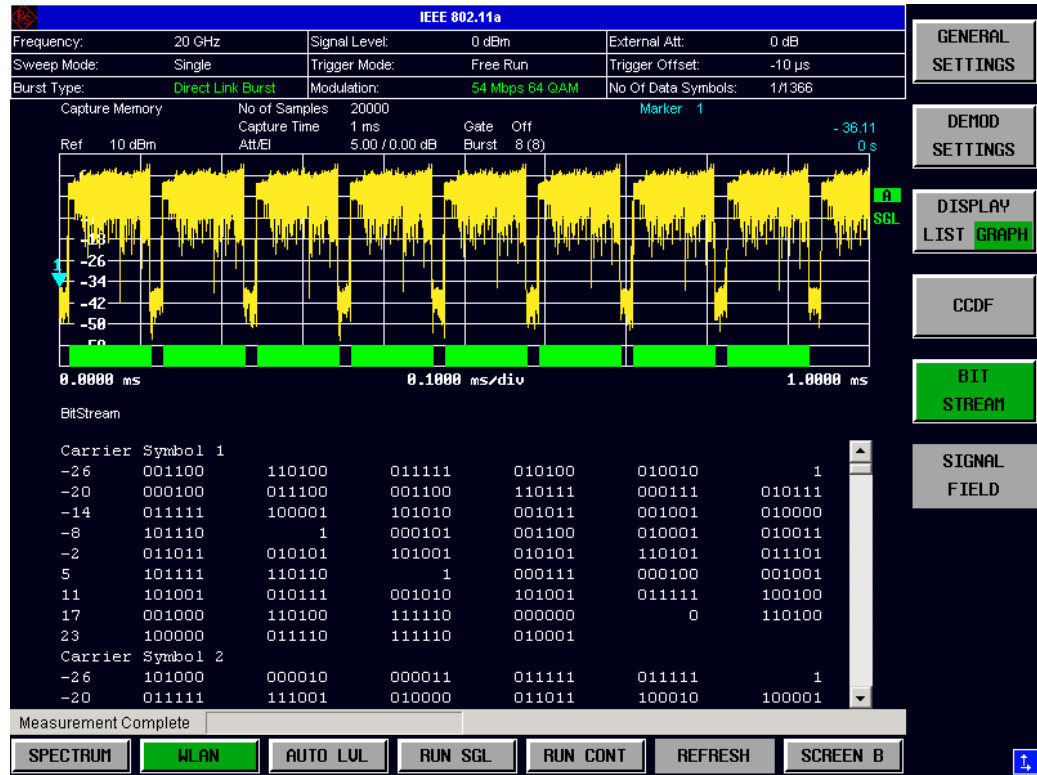 IEEE 802.11a
Frequency: 20 GHz Signal Level: 0 dBm External Att: 0 dB
Sweep Mode: Single Trigger Mode: Free Run Trigger Offset: -10 µs
Burst Type: Direct Link Burst Modulation: 54 Mbps 64 QAM No Of Data Symbols: 1/1366
Capture Memory No of Samples 20000 Marker 1
Capture Time 1 ms Gate Off - 36.11
Ref 10 dBm Att/El 5.00 / 0.00 dB Burst 8 (8) 0 s
A
SGL
-18
1 -26
-34
-42
-50
0.0000 ms 0.1000 ms/div 1.0000 ms
BitStream
Carrier Symbol 1
-26 001100 110100 011111 010100 010010 1
-20 000100 011100 001100 110111 000111 010111
-14 011111 100001 101010 001011 001001 010000
-8 101110 1 000101 001100 010001 010011
-2 011011 010101 101001 010101 110101 011101
5 101111 110110 1 000111 000100 001001
11 101001 010111 001010 101001 011111 100100
17 001000 110100 111110 000000 0 110100
23 100000 011110 111110 010001
Carrier Symbol 2
-26 101000 000010 000011 011111 011111 1
-20 011111 111001 010000 011011 100010 100001
Measurement Complete
SPECTRUM WLAN AUTO LVL RUN SGL RUN CONT REFRESH SCREEN B
GENERAL
SETTINGS
DEMOD
SETTINGS
DISPLAY
LIST GRAPH
CCDF
BIT
STREAM
SIGNAL
FIELD